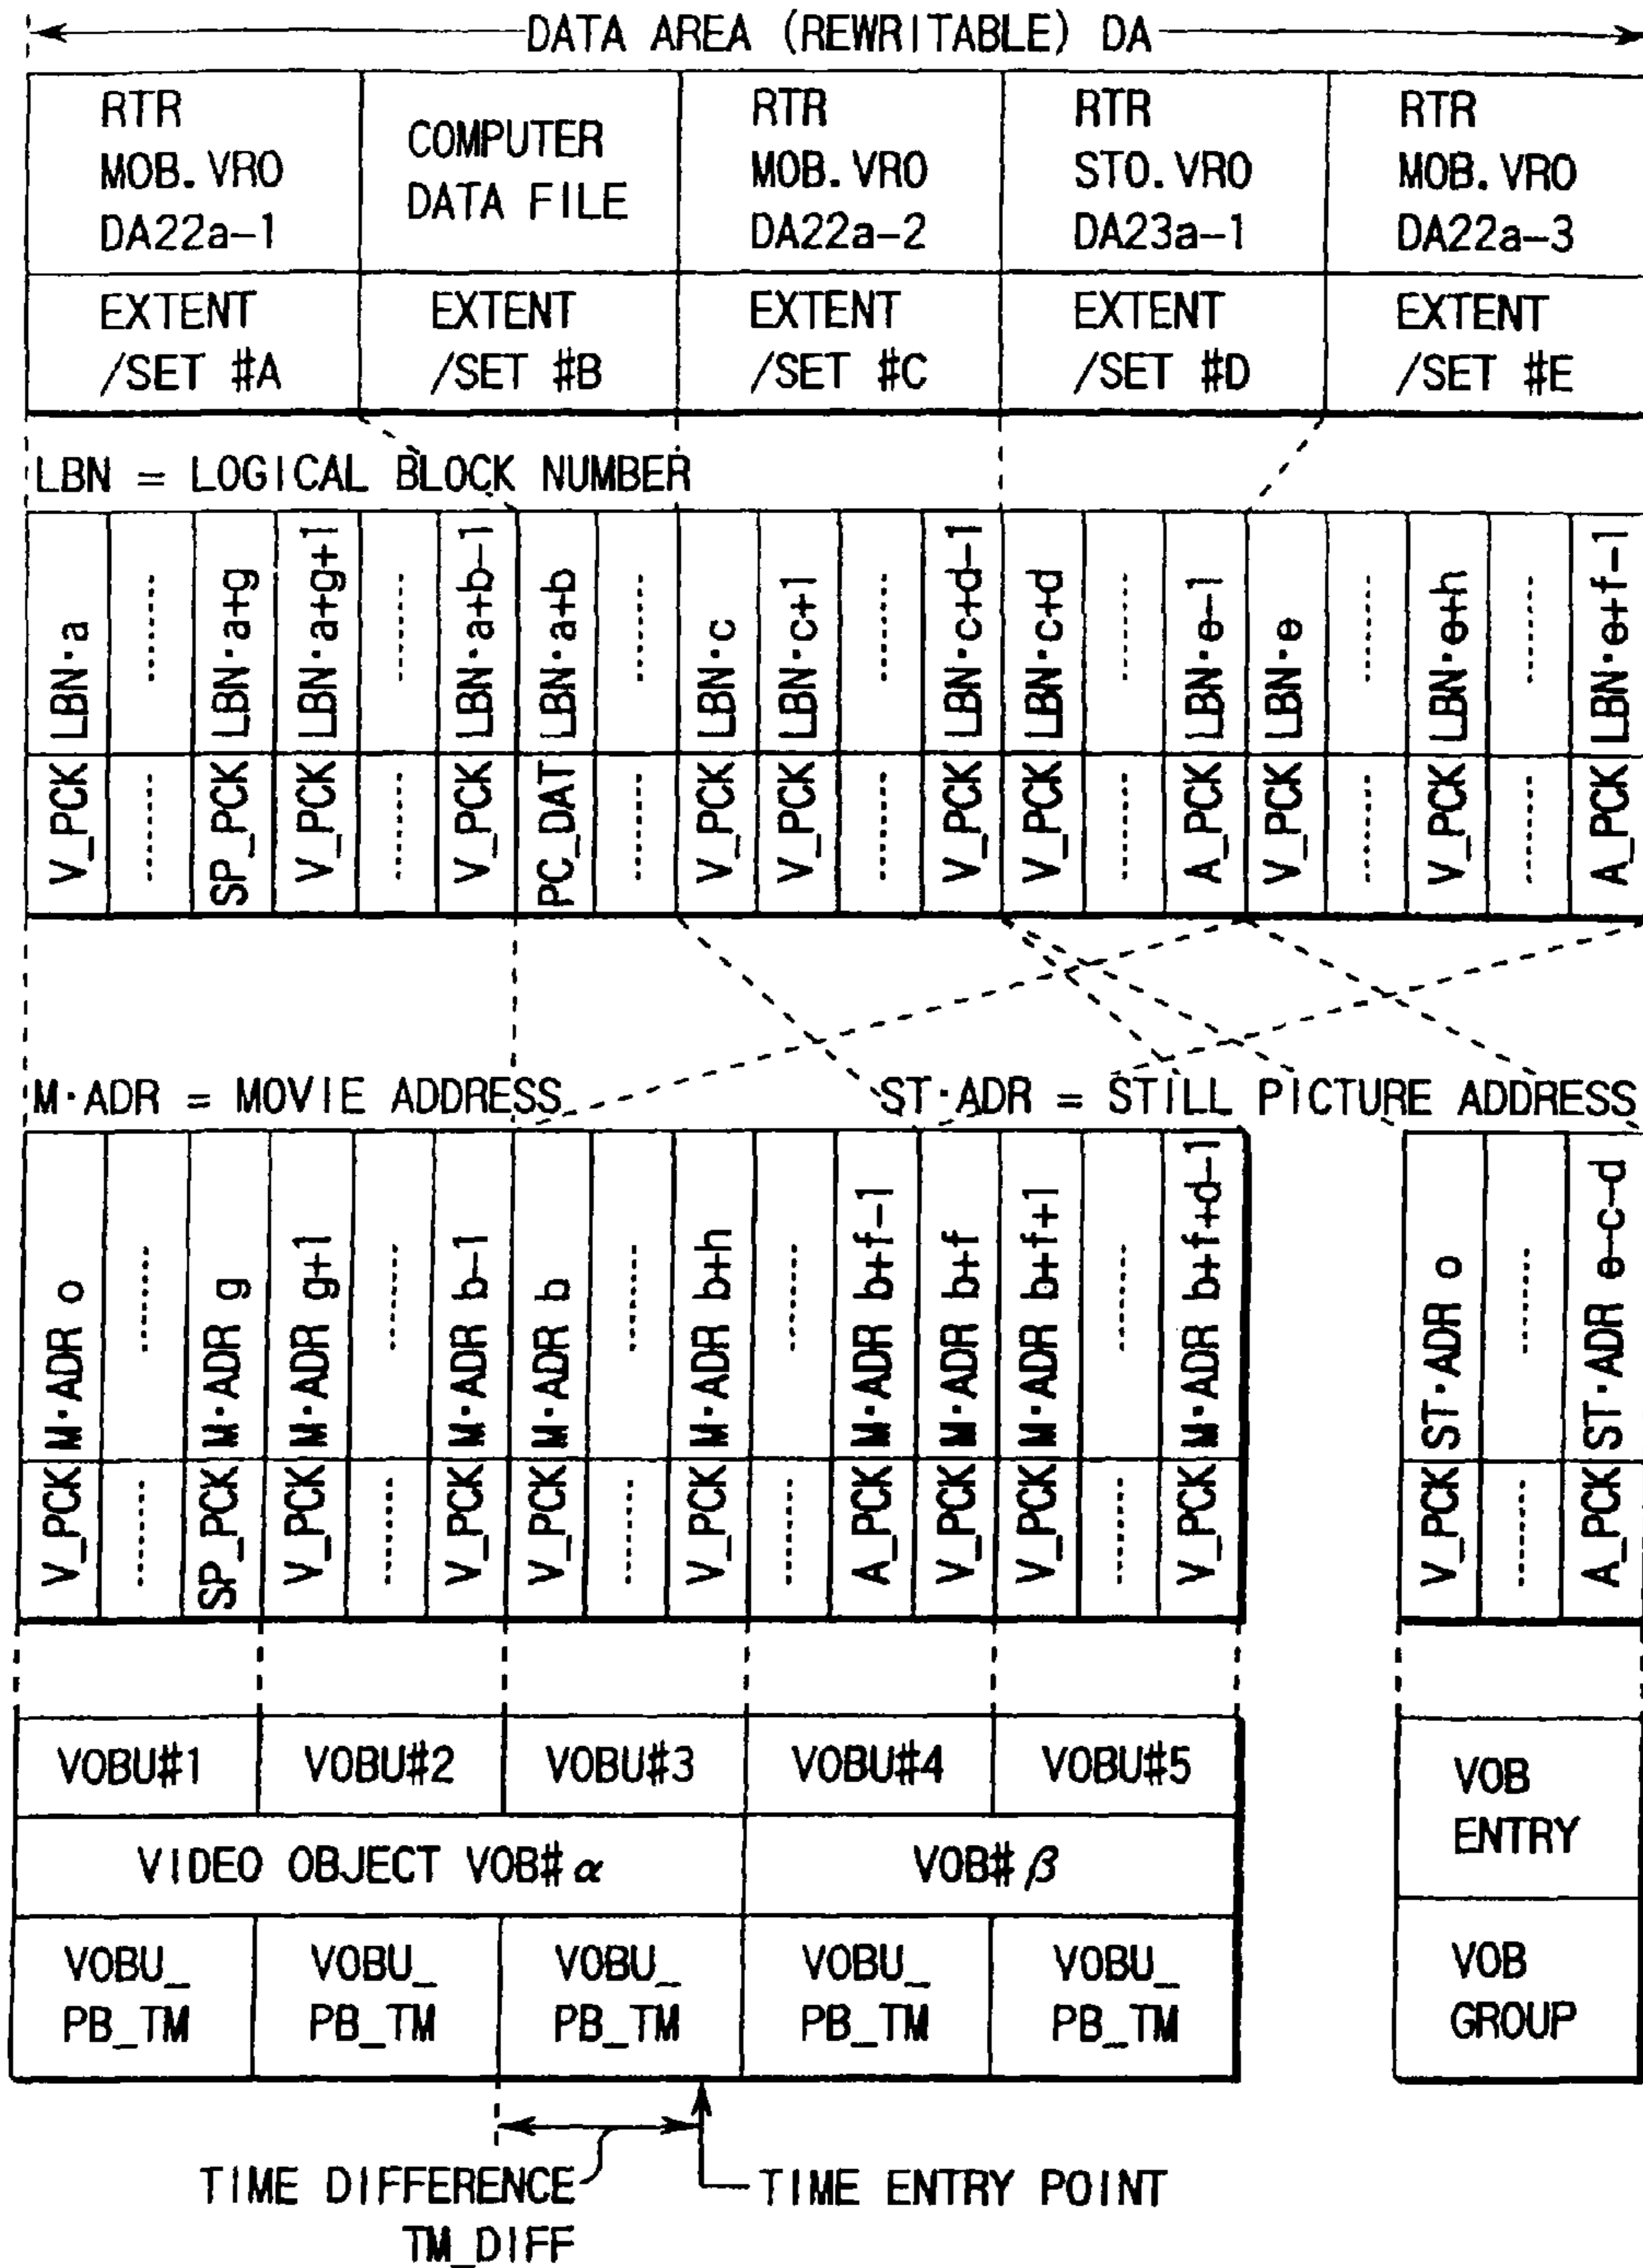 DATA AREA (REWRITABLE) DA
RTR
MOB.VRO
DA22a-1
COMPUTER
DATA FILE
RTR
MOB.VRO
DA22a-2
RTR
STO.VRO
DA23a-1
RTR
MOB.VRO
DA22a-3
EXTENT
/SET #A
EXTENT
/SET #B
EXTENT
/SET #C
EXTENT
/SET #D
EXTENT
/SET #E
LBN = LOGICAL BLOCK NUMBER
LBN·a
LBN·a+g
LBN·a+g+1
LBN·a+b-1
LBN·a+b
LBN·c
LBN·c+1
LBN·c+d-1
LBN·c+d
LBN·e-1
LBN·e
LBN·e+h
LBN·e+f-1
V_PCK
SP_PCK
V_PCK
V_PCK
PC_DAT
V_PCK
V_PCK
V_PCK
V_PCK
A_PCK
V_PCK
V_PCK
A_PCK
M·ADR = MOVIE ADDRESS
ST·ADR = STILL PICTURE ADDRESS
M·ADR o
M·ADR g
M·ADR g+1
M·ADR b-1
M·ADR b
M·ADR b+h
M·ADR b+f-1
M·ADR b+f
M·ADR b+f+1
M·ADR b+f+d-1
ST·ADR o
ST·ADR e-c-d
V_PCK
SP_PCK
V_PCK
V_PCK
V_PCK
V_PCK
A_PCK
V_PCK
V_PCK
V_PCK
V_PCK
A_PCK
VOBU#1
VOBU#2
VOBU#3
VOBU#4
VOBU#5
VOB
ENTRY
VIDEO OBJECT VOB#α
VOB#β
VOBU_
PB_TM
VOBU_
PB_TM
VOBU_
PB_TM
VOBU_
PB_TM
VOBU_
PB_TM
VOB
GROUP
TIME DIFFERENCE
TM_DIFF
TIME ENTRY POINT